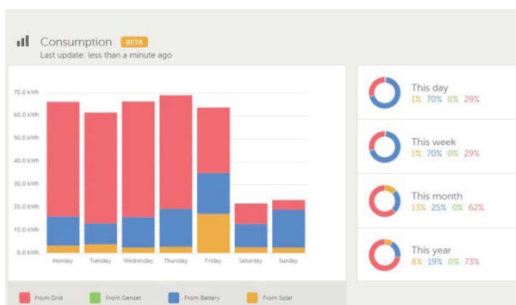 Consumption BETA
Last update: less than a minute ago
70.0 kWh
60.0 kWh
50.0 kWh
40.0 kWh
30.0 kWh
20.0 kWh
10.0 kWh
0.0 kWh
Monday Tuesday Wednesday Thursday Friday Saturday Sunday
From Grid From Genset From Battery From Solar
This day
1% 70% 0% 29%
This week
1% 70% 0% 29%
This month
13% 25% 0% 62%
This year
8% 19% 0% 73%